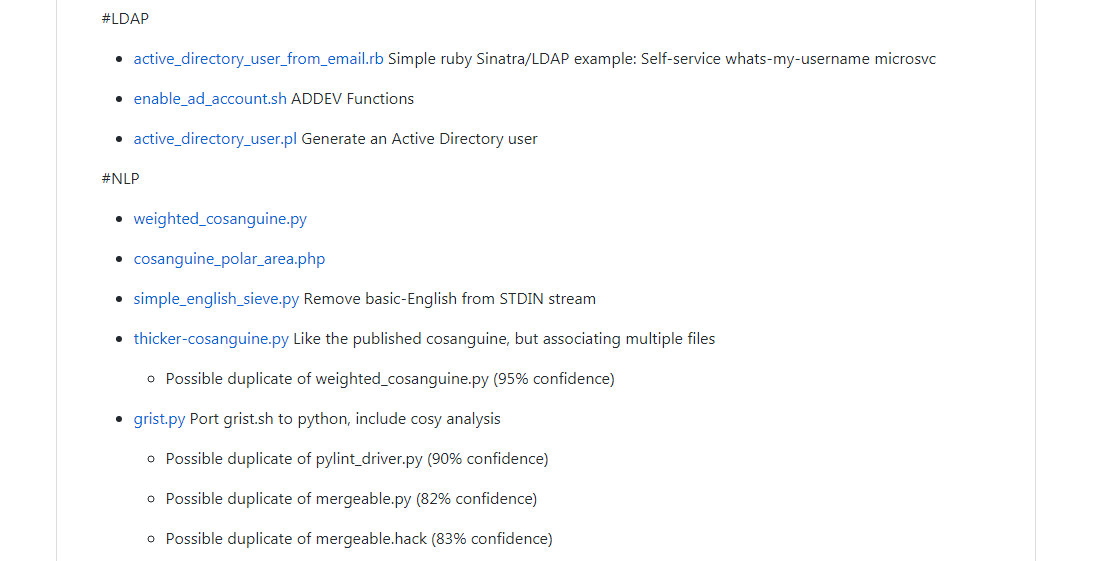 #LDAP
active_directory_user_from_email.rb Simple ruby Sinatra/LDAP example: Self-service whats-my-username microsvc
enable_ad_account.sh ADDEV Functions
active_directory_user.pl Generate an Active Directory user
#NLP
weighted_cosanguine.py
cosanguine_polar_area.php
simple_english_sieve.py Remove basic-English from STDIN stream
thicker-cosanguine.py Like the published cosanguine, but associating multiple files
Possible duplicate of weighted_cosanguine.py (95% confidence)
grist.py Port grist.sh to python, include cosy analysis
Possible duplicate of pylint_driver.py (90% confidence)
Possible duplicate of mergeable.py (82% confidence)
Possible duplicate of mergeable.hack (83% confidence)